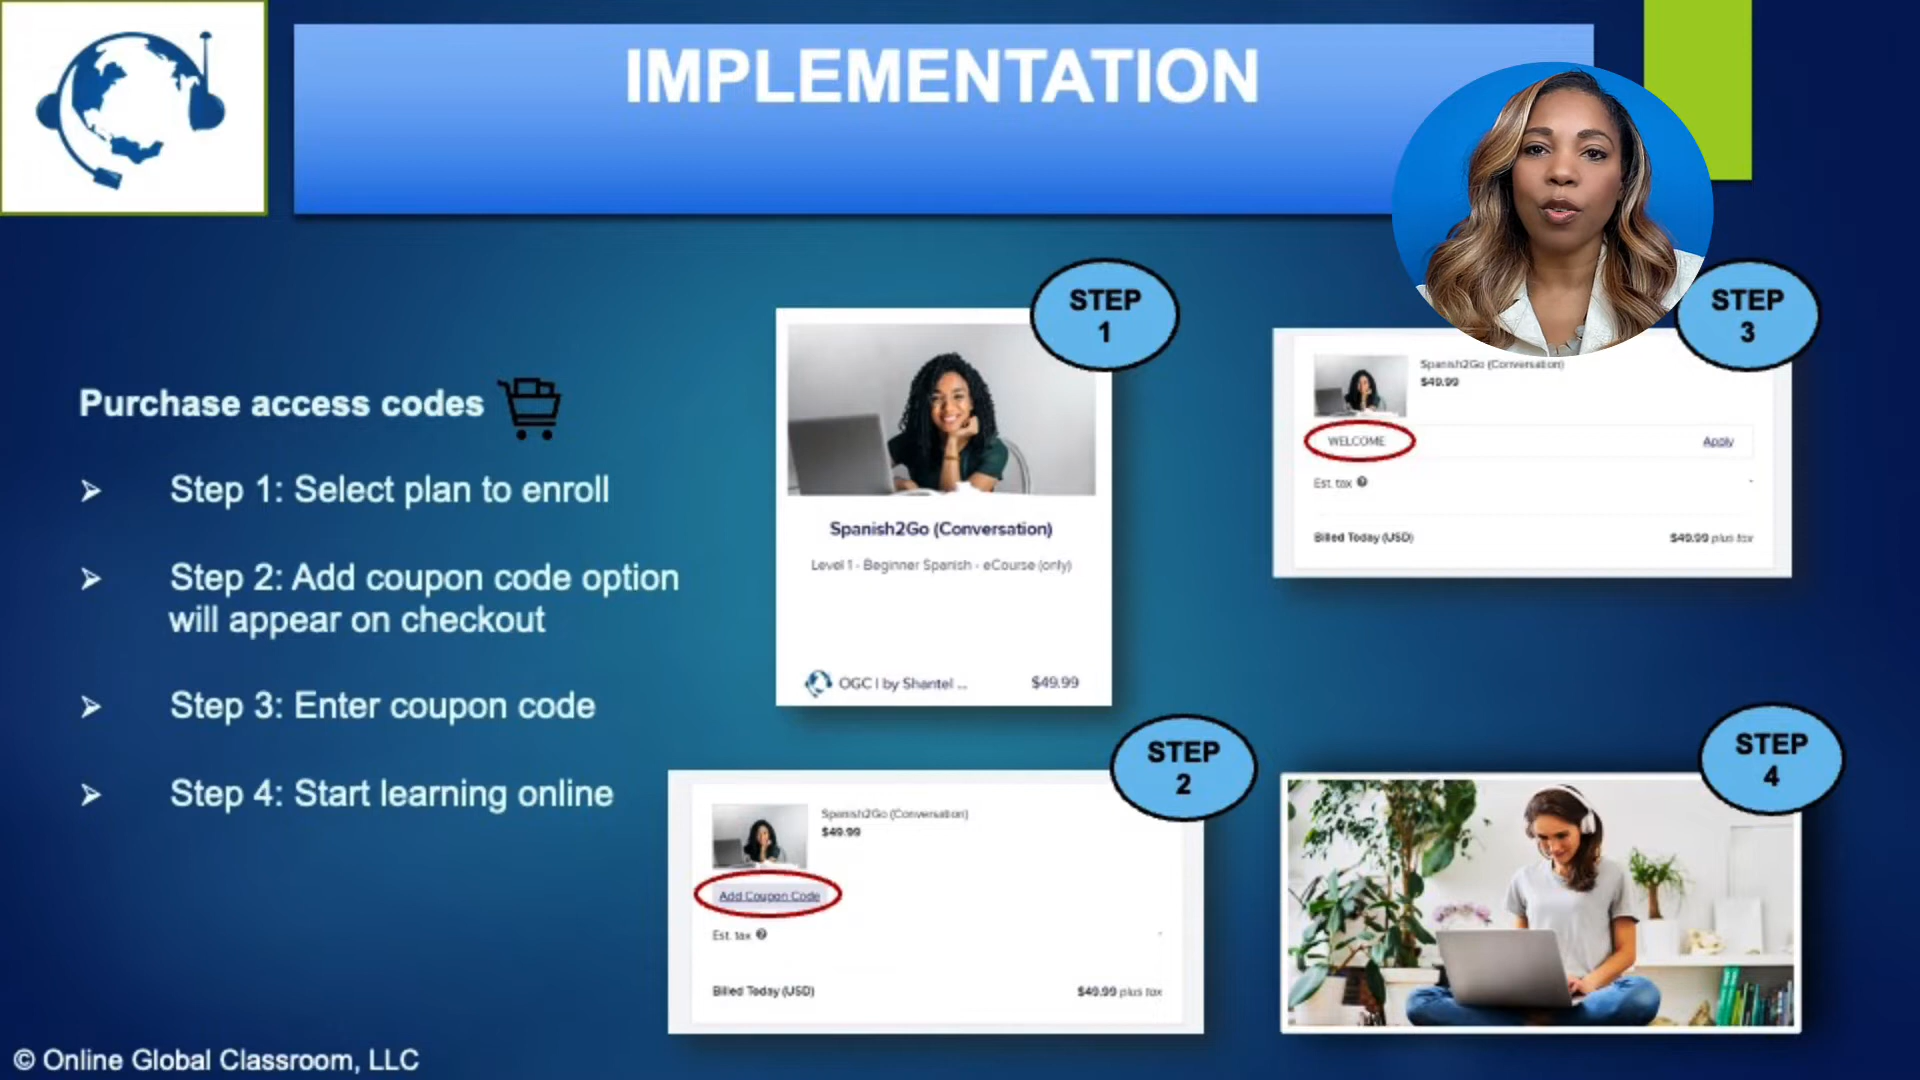 IMPLEMENTATION
Purchase access codes
Step 1: Select plan to enroll
Step 2: Add coupon code option
will appear on checkout
Step 3: Enter coupon code
Step 4: Start learning online
STEP
1
Spanish2Go (Conversation)
Level 1 - Beginner Spanish - eCourse (only)
OGC | by Shantel ...
$49.99
STEP
2
Spanish2Go (Conversation)
$49.99
Add Coupon Code
Est. tax
Billed Today (USD)
$49.99 plus tax
STEP
3
Spanish2Go (Conversation)
$49.99
WELCOME
Apply
Est. tax
Billed Today (USD)
$49.99 plus tax
STEP
4
© Online Global Classroom, LLC